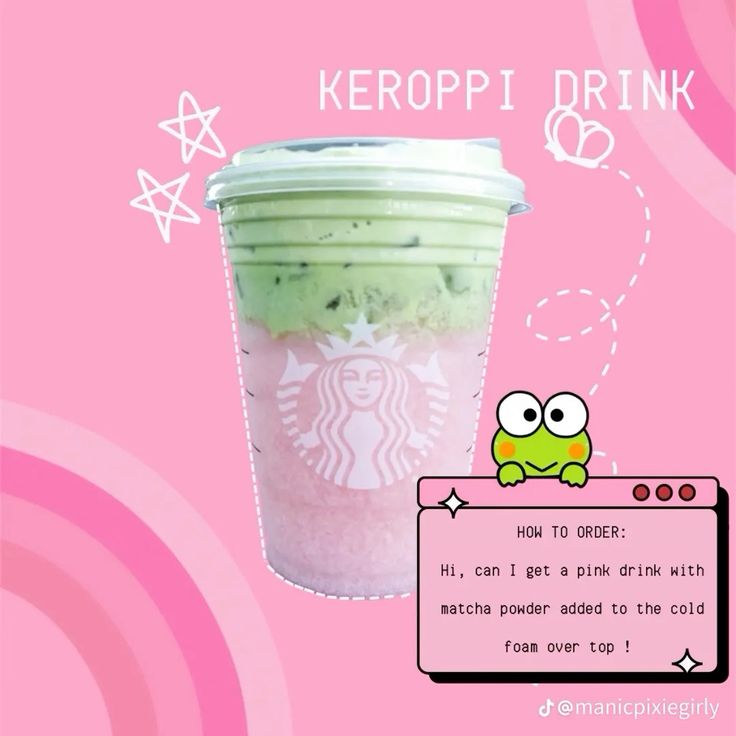 KEROPPI DRINK
HOW TO ORDER:
Hi, can I get a pink drink with
matcha powder added to the cold
foam over top !
@manicpixiegirly